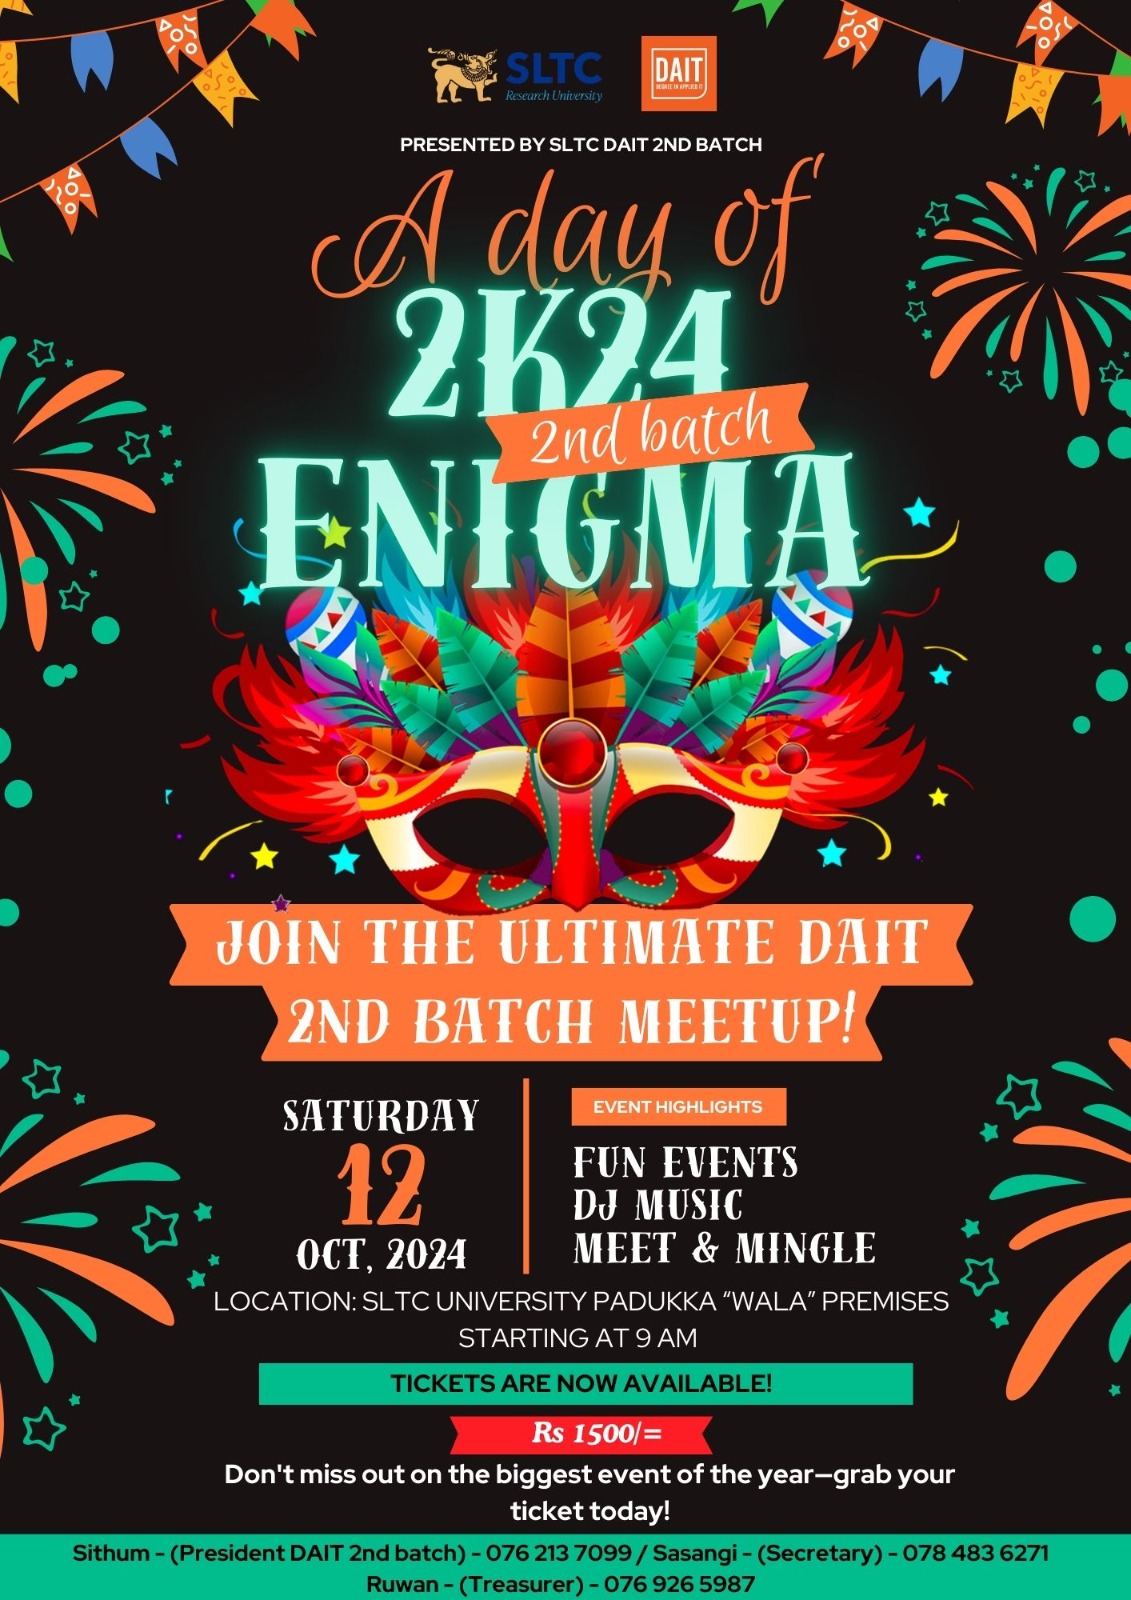 SLTC
Research University
DAIT
DEGREE IN APPLIED IT
PRESENTED BY SLTC DAIT 2ND BATCH
A day of
2K24
2nd batch
ENIGMA
JOIN THE ULTIMATE DAIT
2ND BATCH MEETUP!
SATURDAY
12
OCT, 2024
EVENT HIGHLIGHTS
FUN EVENTS
DJ MUSIC
MEET & MINGLE
LOCATION: SLTC UNIVERSITY PADUKKA “WALA” PREMISES
STARTING AT 9 AM
TICKETS ARE NOW AVAILABLE!
Rs 1500/=
Don't miss out on the biggest event of the year—grab your
ticket today!
Sithum - (President DAIT 2nd batch) - 076 213 7099 / Sasangi - (Secretary) - 078 483 6271
Ruwan - (Treasurer) - 076 926 5987